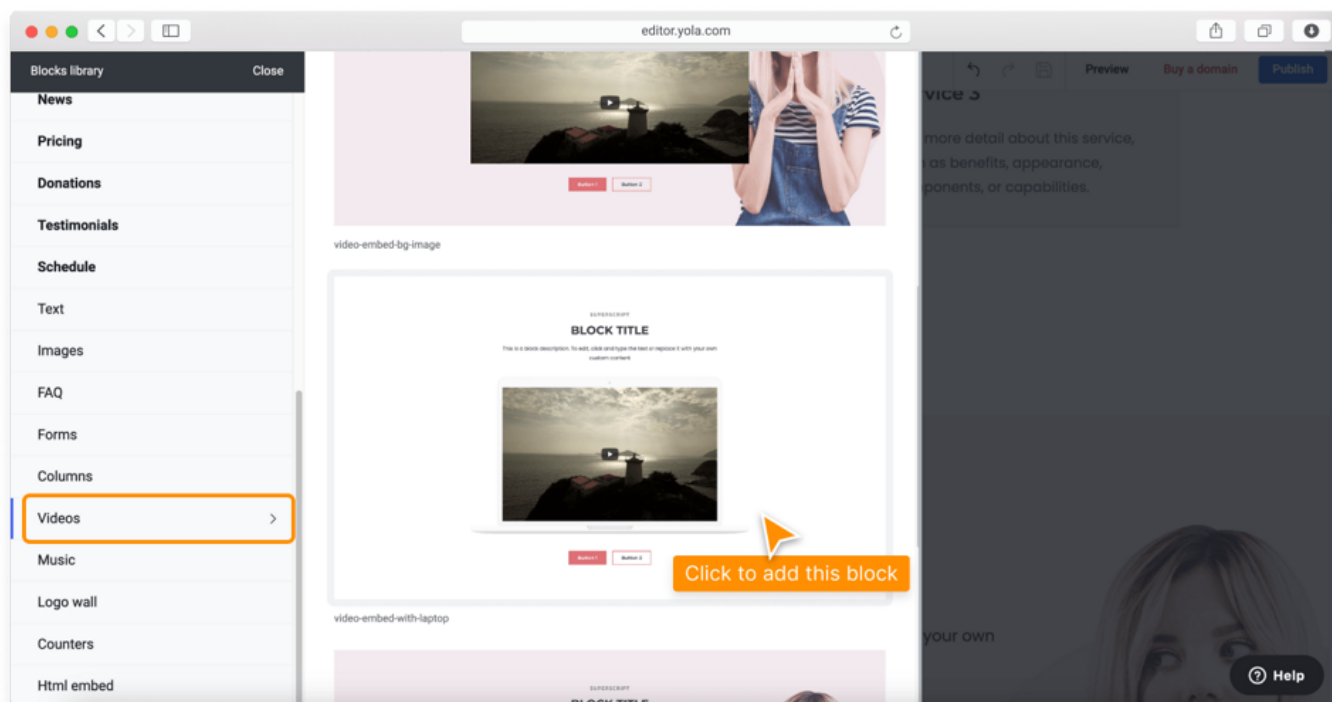 editor.yola.com
Blocks library
Close
Preview
Buy a domain
Publish
News
Pricing
Donations
Testimonials
Schedule
Text
Images
FAQ
Forms
Columns
Videos
Music
Logo wall
Counters
Html embed
Button 1
Button 2
video-embed-bg-image
SUPERSCRIPT
BLOCK TITLE
This is a block description. To edit, click and type the text or replace it with your own
custom content
Button 1
Button 2
Click to add this block
video-embed-with-laptop
SUPERSCRIPT
BLOCK TITLE
vice 3
more detail about this service,
as benefits, appearance,
ponents, or capabilities.
your own
Help